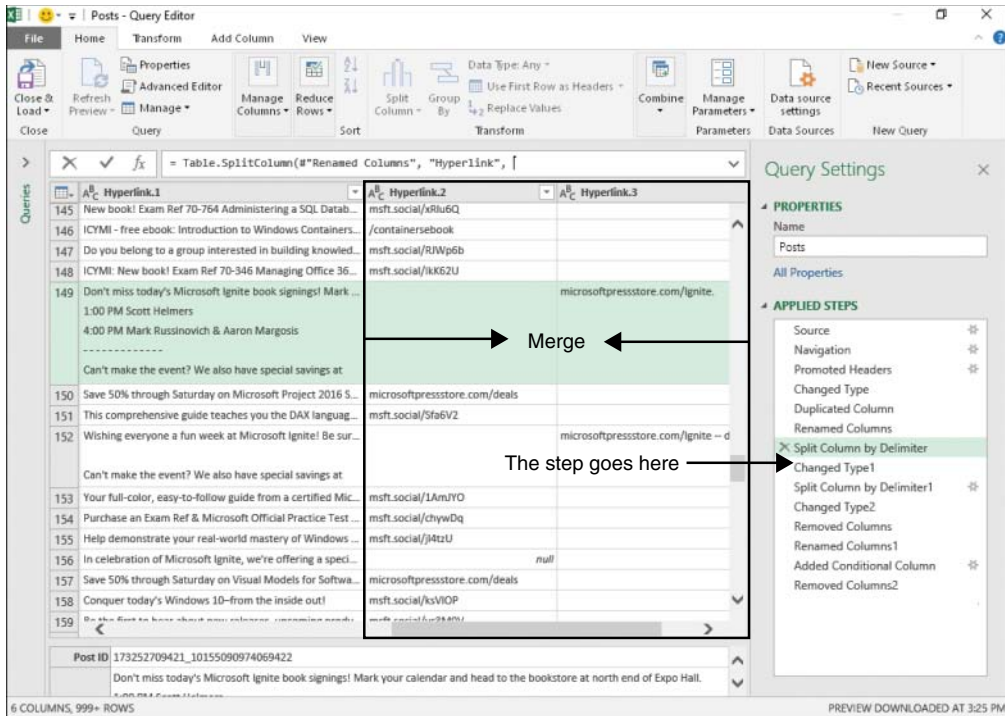 Posts - Query Editor
File Home Transform Add Column View
Close & Load
Close
Refresh Preview
Properties
Advanced Editor
Manage
Query
Manage Columns
Reduce Rows
Sort
Split Column
Group By
Data Type: Any
Use First Row as Headers
Replace Values
Transform
Combine
Manage Parameters
Parameters
Data source settings
Data Sources
New Source
Recent Sources
New Query
Queries
= Table.SplitColumn(#"Renamed Columns", "Hyperlink",
Hyperlink.1 Hyperlink.2 Hyperlink.3
145 New book! Exam Ref 70-764 Administering a SQL Datab... msft.social/xRlu6Q
146 ICYMI - free ebook: Introduction to Windows Containers... /containersebook
147 Do you belong to a group interested in building knowled... msft.social/RJWp6b
148 ICYMI: New book! Exam Ref 70-346 Managing Office 36... msft.social/IkK62U
149 Don't miss today's Microsoft Ignite book signings! Mark ... microsoftpressstore.com/Ignite.
1:00 PM Scott Helmers
4:00 PM Mark Russinovich & Aaron Margosis
- - - - - - - - - - - - -
Can't make the event? We also have special savings at
Merge
150 Save 50% through Saturday on Microsoft Project 2016 S... microsoftpressstore.com/deals
151 This comprehensive guide teaches you the DAX languag... msft.social/Sfa6V2
152 Wishing everyone a fun week at Microsoft Ignite! Be sur... microsoftpressstore.com/Ignite -- d
Can't make the event? We also have special savings at
The step goes here
153 Your full-color, easy-to-follow guide from a certified Mic... msft.social/1AmJYO
154 Purchase an Exam Ref & Microsoft Official Practice Test ... msft.social/chywDq
155 Help demonstrate your real-world mastery of Windows ... msft.social/jl4tzU
156 In celebration of Microsoft Ignite, we're offering a speci... null
157 Save 50% through Saturday on Visual Models for Softwa... microsoftpressstore.com/deals
158 Conquer today's Windows 10–from the inside out! msft.social/ksVIOP
159
Post ID 173252709421_10155090974069422
Don't miss today's Microsoft Ignite book signings! Mark your calendar and head to the bookstore at north end of Expo Hall.
Query Settings
PROPERTIES
Name
Posts
All Properties
APPLIED STEPS
Source
Navigation
Promoted Headers
Changed Type
Duplicated Column
Renamed Columns
Split Column by Delimiter
Changed Type1
Split Column by Delimiter1
Changed Type2
Removed Columns
Renamed Columns1
Added Conditional Column
Removed Columns2
6 COLUMNS, 999+ ROWS
PREVIEW DOWNLOADED AT 3:25 PM